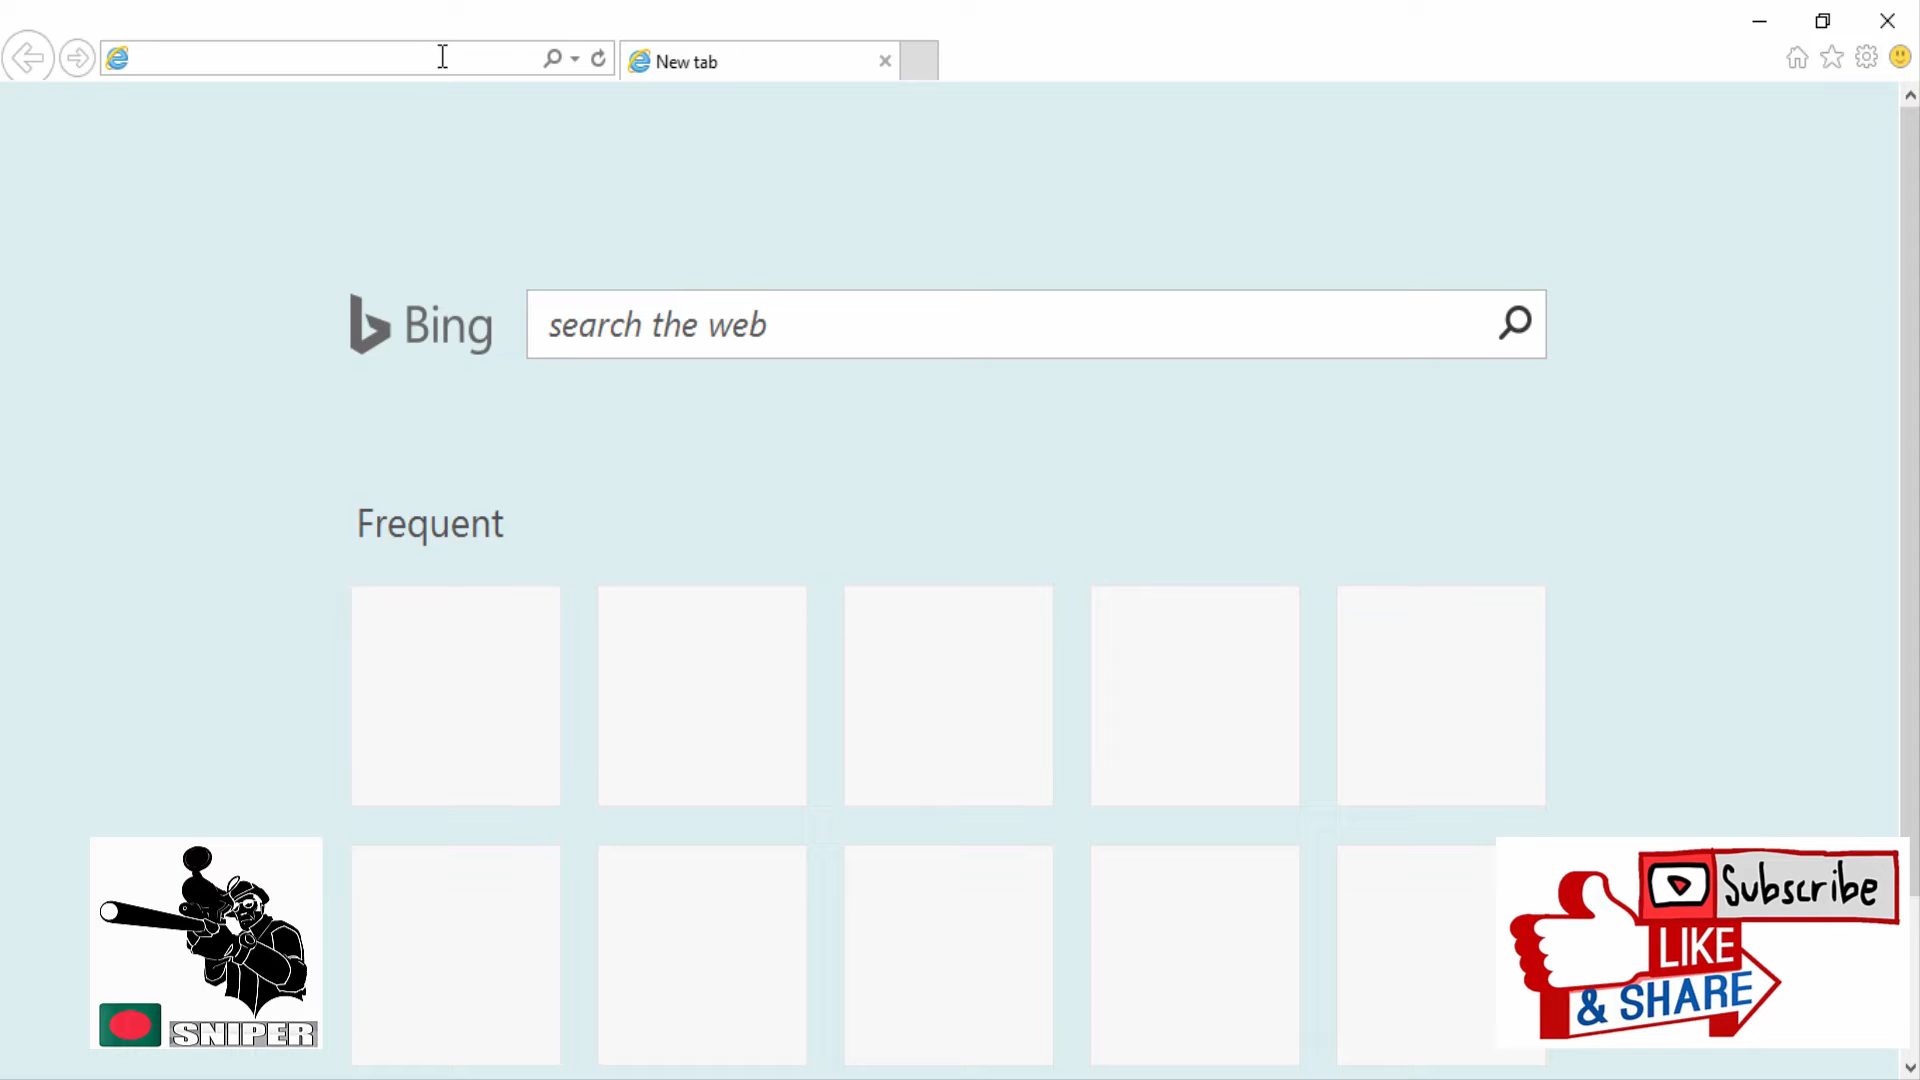 New tab
Bing
search the web
Frequent
SNIPER
Subscribe
LIKE
& SHARE